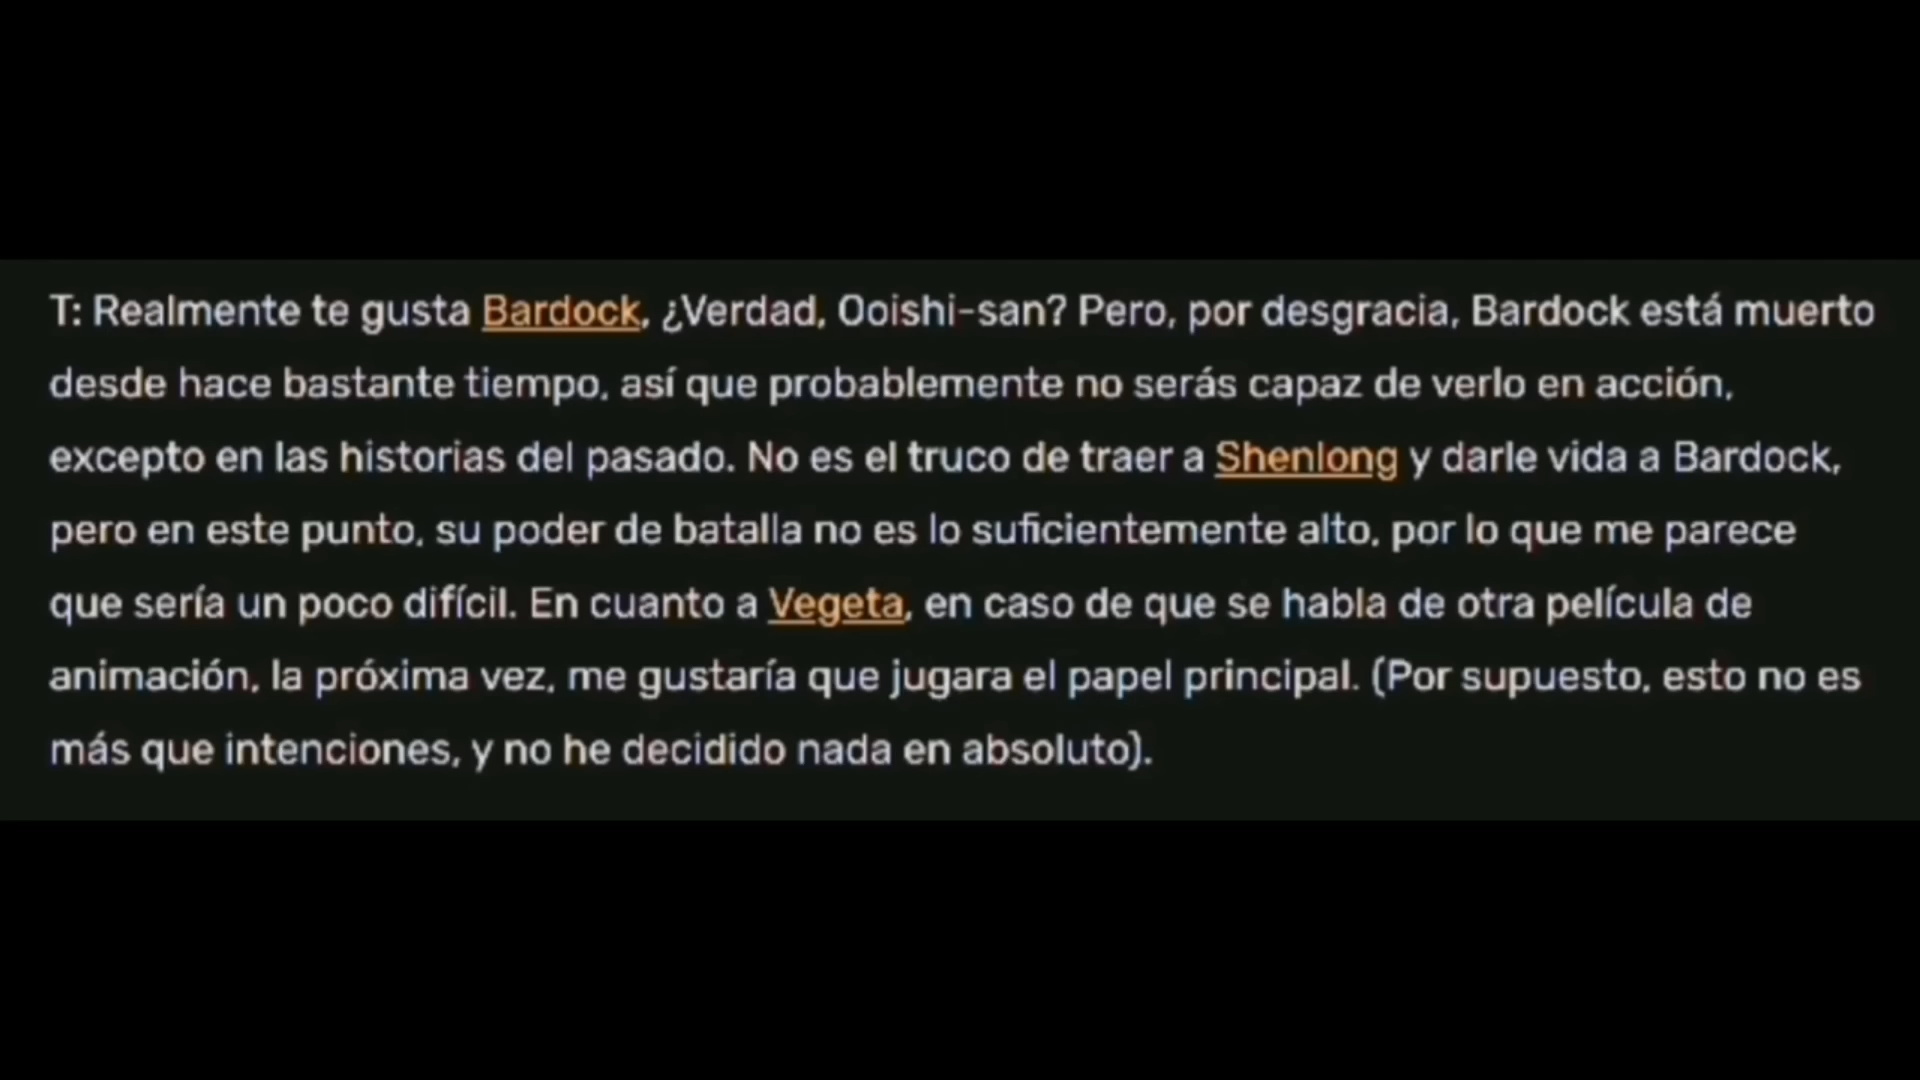 T: Realmente te gusta Bardock, ¿Verdad, Ooishi-san? Pero, por desgracia, Bardock está muerto
desde hace bastante tiempo, así que probablemente no serás capaz de verlo en acción,
excepto en las historias del pasado. No es el truco de traer a Shenlong y darle vida a Bardock,
pero en este punto, su poder de batalla no es lo suficientemente alto, por lo que me parece
que sería un poco difícil. En cuanto a Vegeta, en caso de que se habla de otra película de
animación, la próxima vez, me gustaría que jugara el papel principal. (Por supuesto, esto no es
más que intenciones, y no he decidido nada en absoluto).